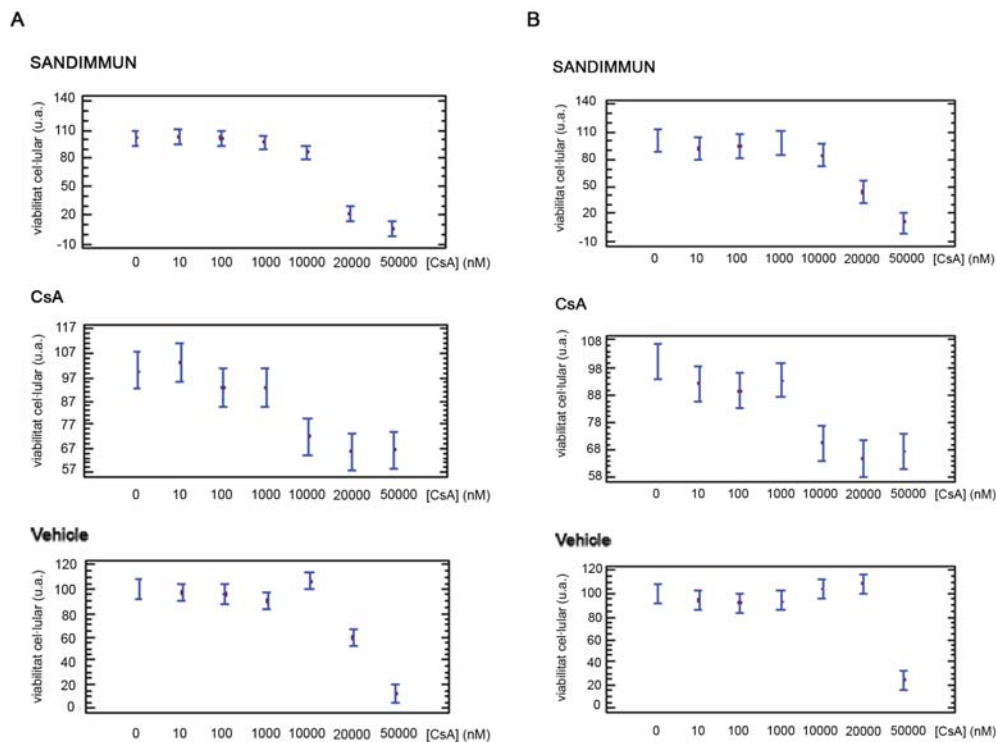 A
SANDIMMUN
viabilitat cel·lular (u.a.)
140
110
80
50
20
-10
0 10 100 1000 10000 20000 50000 [CsA] (nM)
CsA
viabilitat cel·lular (u.a.)
117
107
97
87
77
67
57
0 10 100 1000 10000 20000 50000 [CsA] (nM)
Vehicle
viabilitat cel·lular (u.a.)
120
100
80
60
40
20
0
0 10 100 1000 10000 20000 50000 [CsA] (nM)
B
SANDIMMUN
viabilitat cel·lular (u.a.)
140
110
80
50
20
-10
0 10 100 1000 10000 20000 50000 [CsA] (nM)
CsA
viabilitat cel·lular (u.a.)
108
98
88
78
68
58
0 10 100 1000 10000 20000 50000 [CsA] (nM)
Vehicle
viabilitat cel·lular (u.a.)
120
100
80
60
40
20
0
0 10 100 1000 10000 20000 50000 [CsA] (nM)